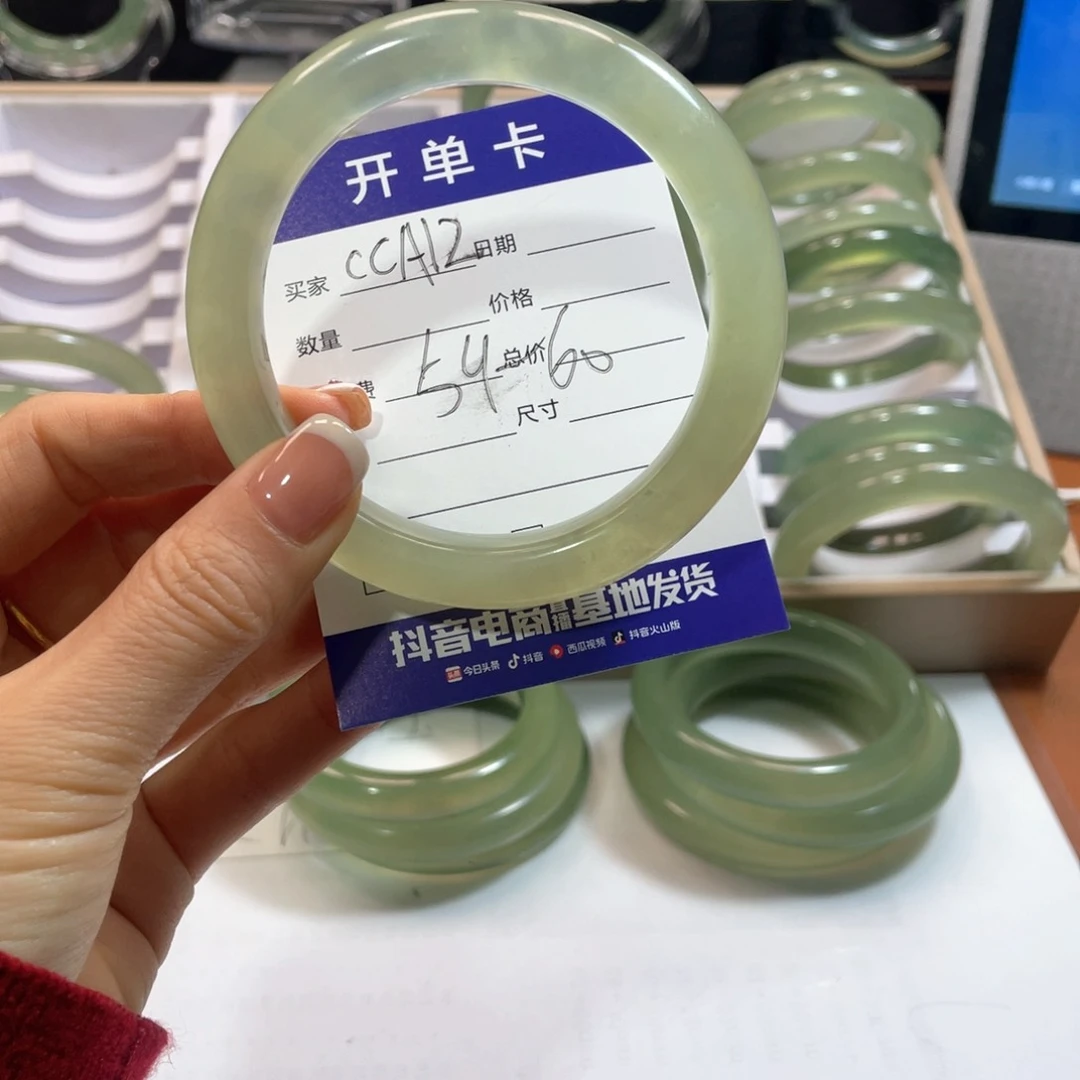 开单卡
买家 CCA12 日期
数量 价格
费 54 总价 60
尺寸
抖音电商直播基地发货
今日头条 抖音 西瓜视频 抖音火山版